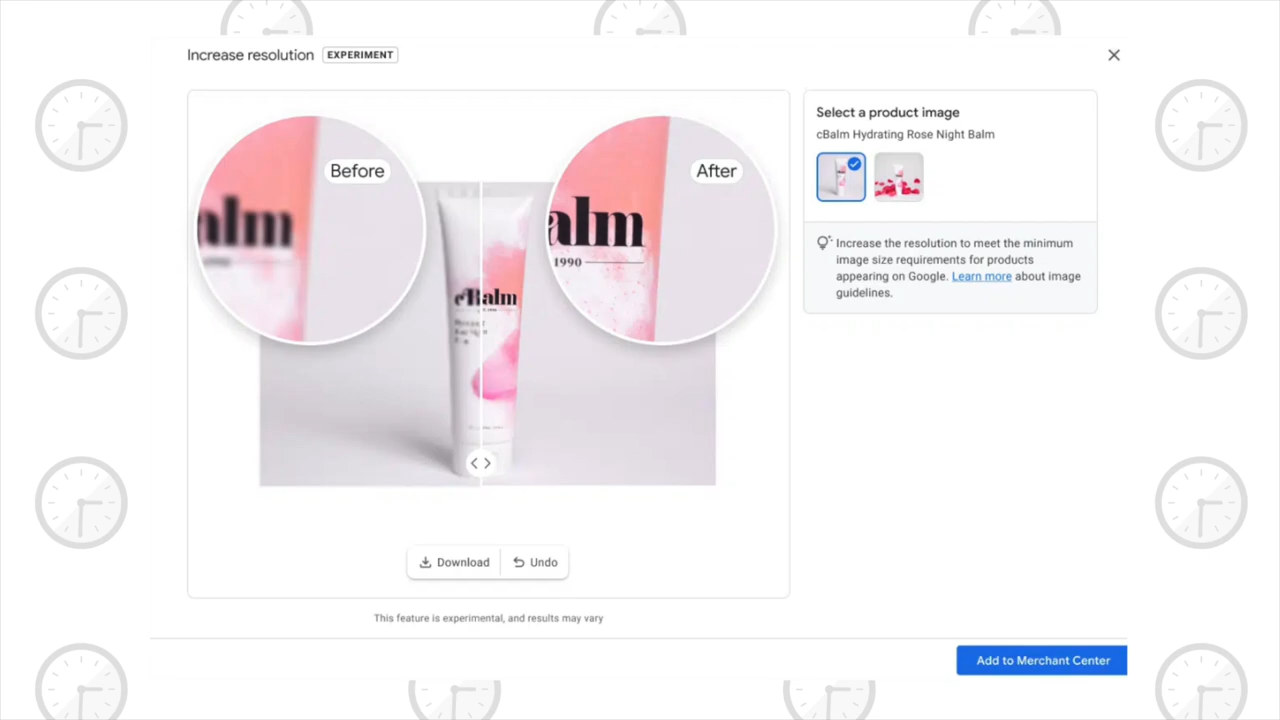 Increase resolution EXPERIMENT
Before
After
alm
alm
1990
cBalm
Download
Undo
This feature is experimental, and results may vary
Select a product image
cBalm Hydrating Rose Night Balm
Increase the resolution to meet the minimum
image size requirements for products
appearing on Google. Learn more about image
guidelines.
Add to Merchant Center